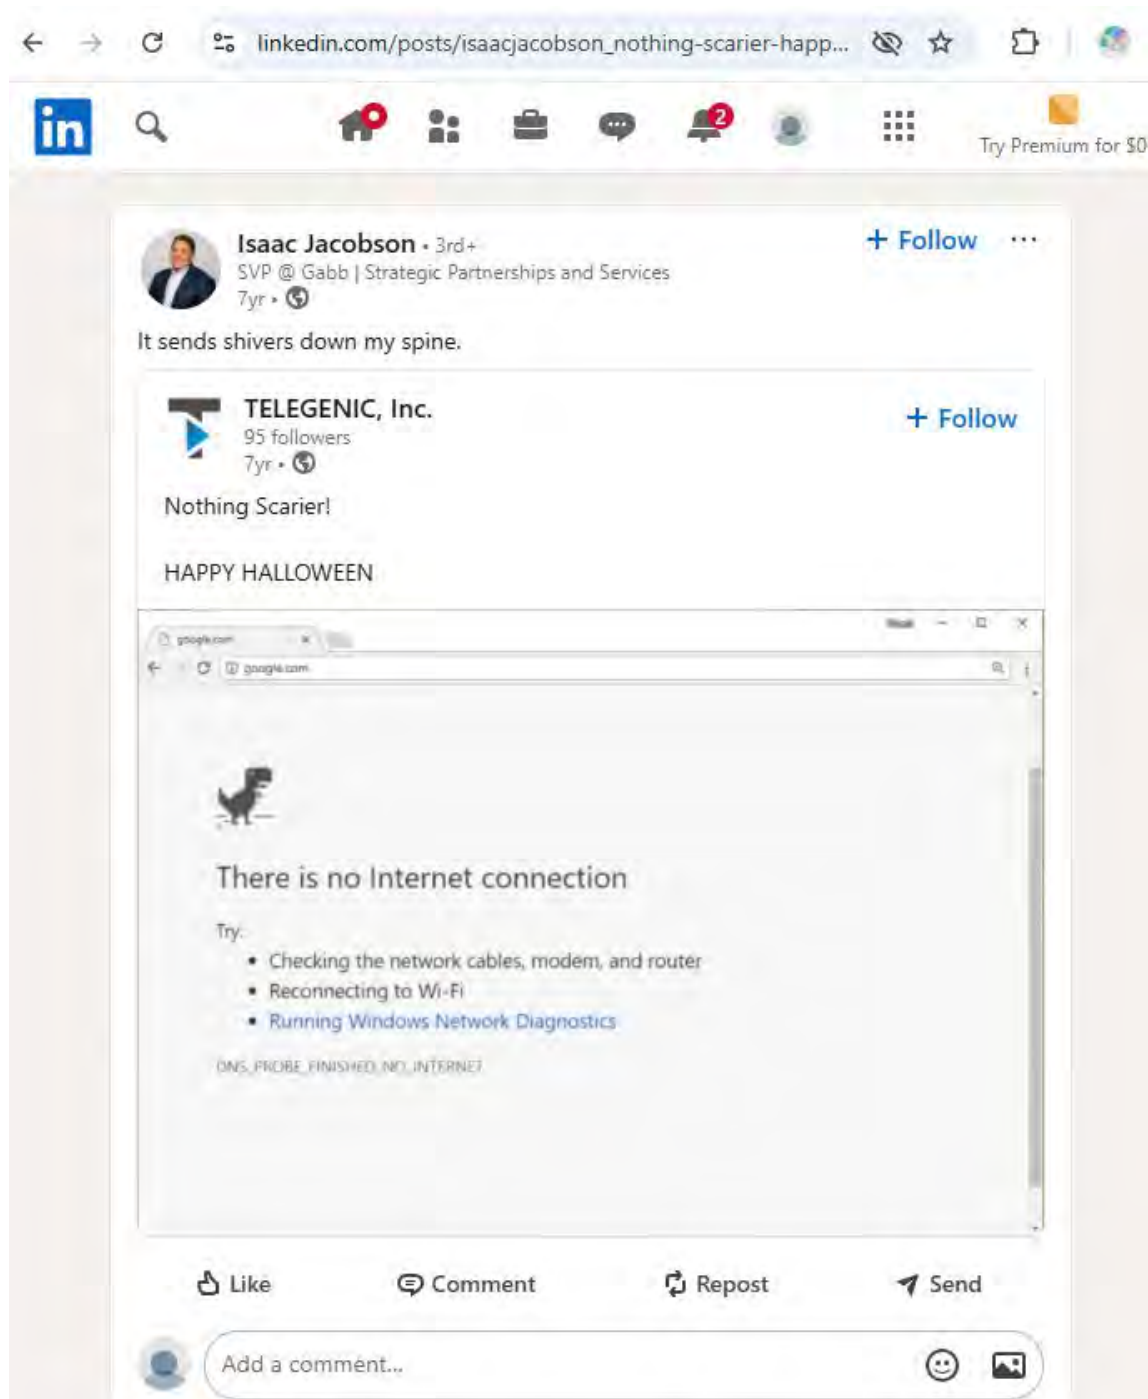 linkedin.com/posts/isaacjacobson_nothing-scarier-happ...
in
2
Try Premium for $0
Isaac Jacobson • 3rd+
+ Follow ...
SVP @ Gabb | Strategic Partnerships and Services
7yr •
It sends shivers down my spine.
TELEGENIC, Inc.
+ Follow
95 followers
7yr •
Nothing Scarier!
HAPPY HALLOWEEN
google.com
google.com
There is no Internet connection
Try:
• Checking the network cables, modem, and router
• Reconnecting to Wi-Fi
• Running Windows Network Diagnostics
DNS_PROBE_FINISHED_NO_INTERNET
Like Comment Repost Send
Add a comment...